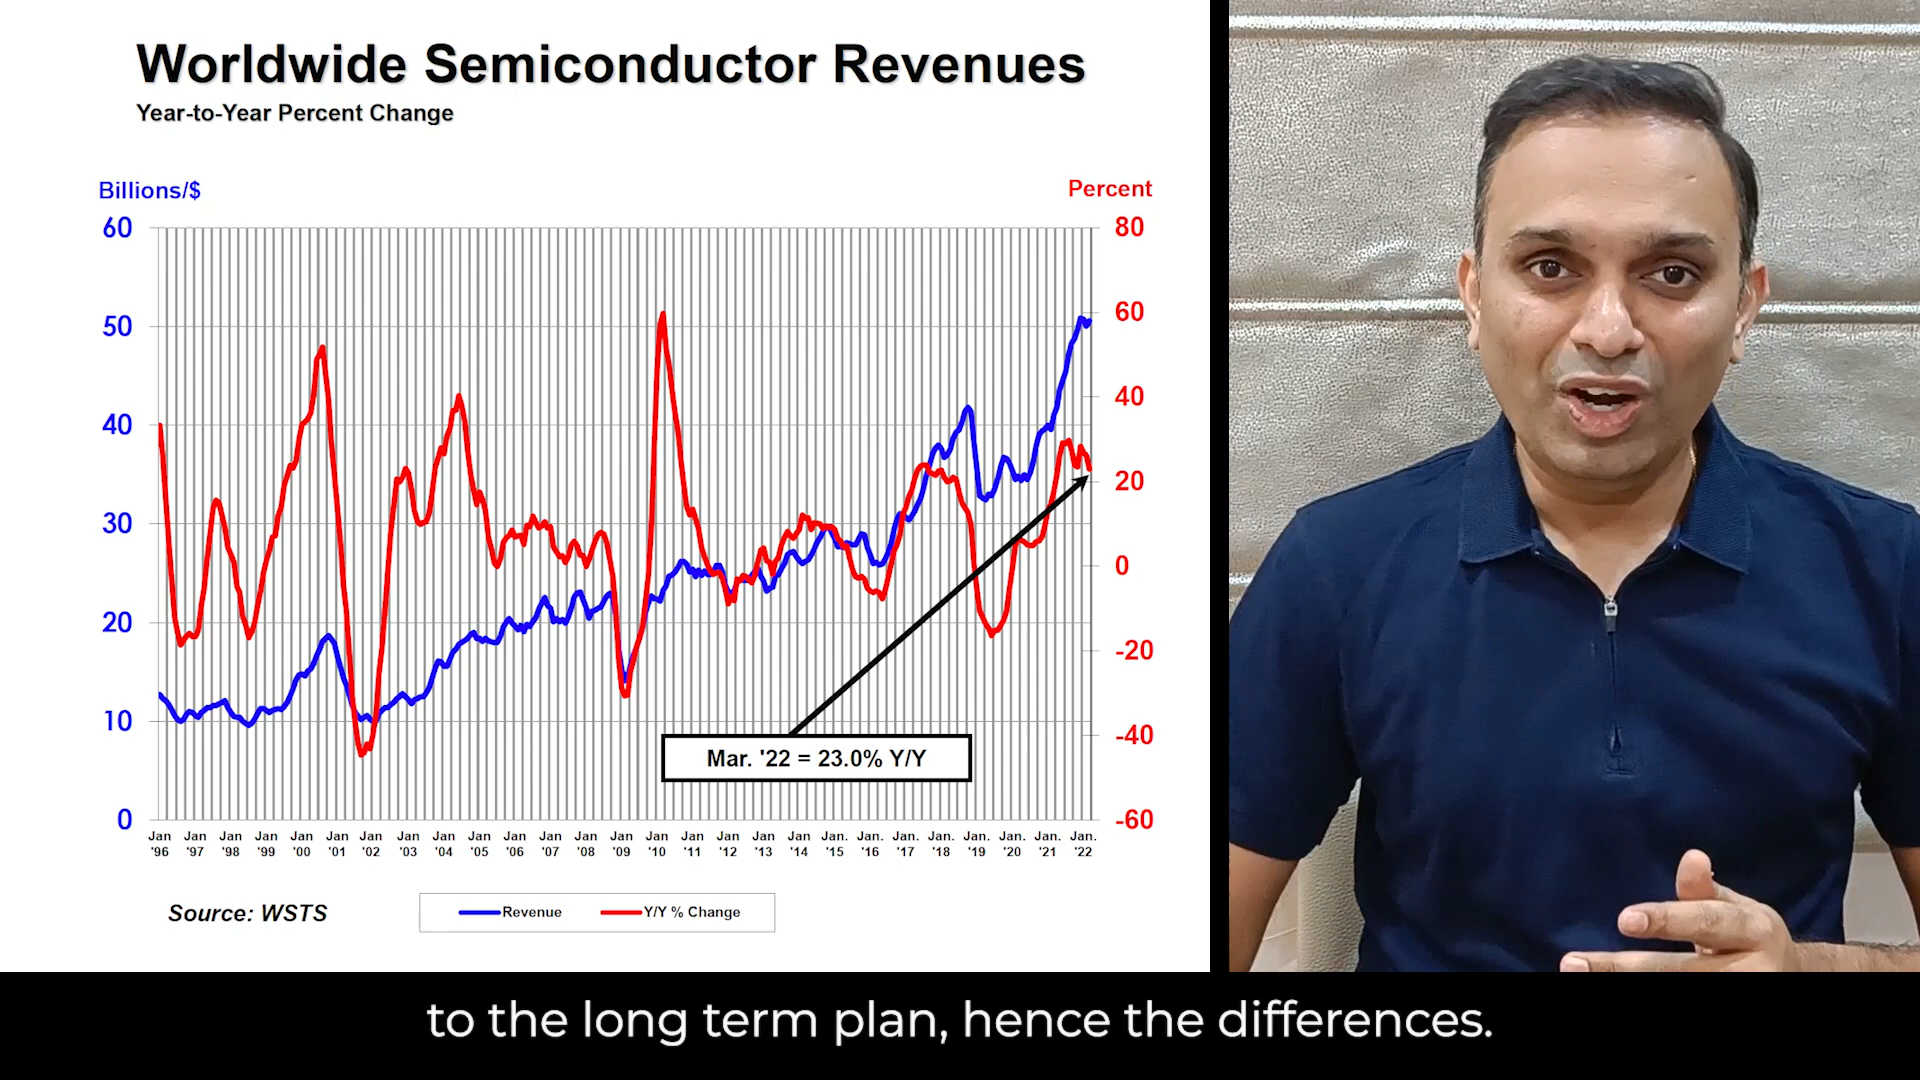 Worldwide Semiconductor Revenues
Year-to-Year Percent Change
Billions/$
Percent
60
50
40
30
20
10
0
80
60
40
20
0
-20
-40
-60
Mar. '22 = 23.0% Y/Y
Jan Jan Jan Jan Jan Jan Jan Jan Jan Jan Jan Jan Jan Jan Jan Jan Jan Jan Jan Jan. Jan. Jan. Jan. Jan. Jan. Jan. Jan.
'96 '97 '98 '99 '00 '01 '02 '03 '04 '05 '06 '07 '08 '09 '10 '11 '12 '13 '14 '15 '16 '17 '18 '19 '20 '21 '22
Source: WSTS
Revenue Y/Y % Change
to the long term plan, hence the differences.